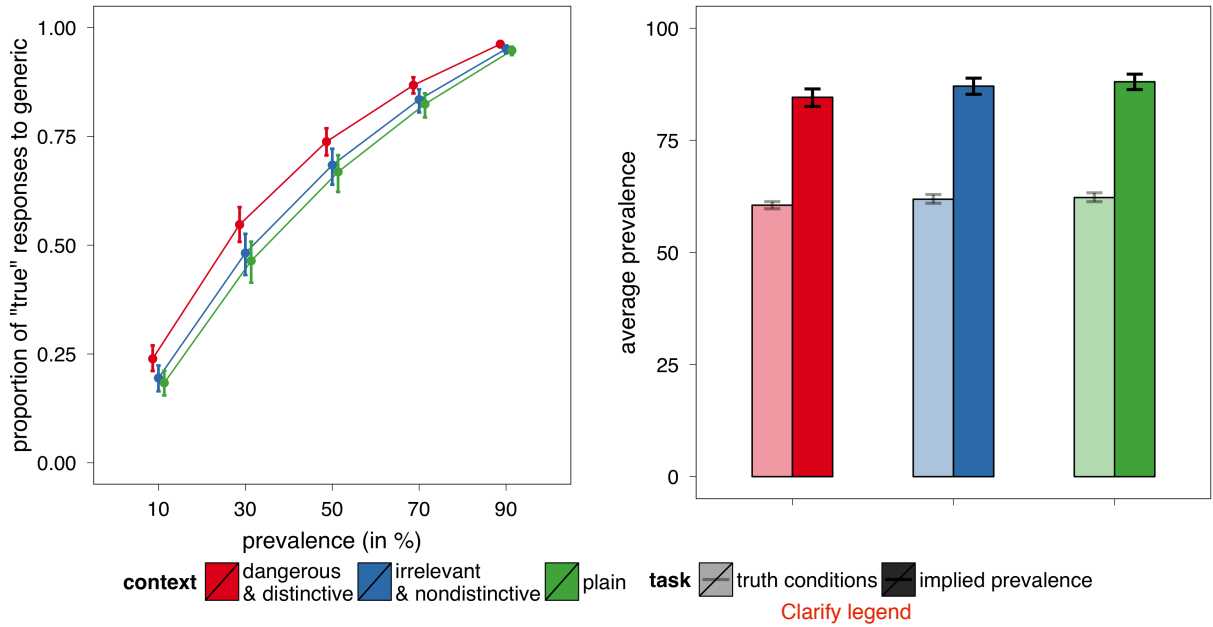 proportion of "true" responses to generic
1.00
0.75
0.50
0.25
0.00
10 30 50 70 90
prevalence (in %)
average prevalence
100
75
50
25
0
context
dangerous
& distinctive
irrelevant
& nondistinctive
plain
task
truth conditions
implied prevalence
Clarify legend